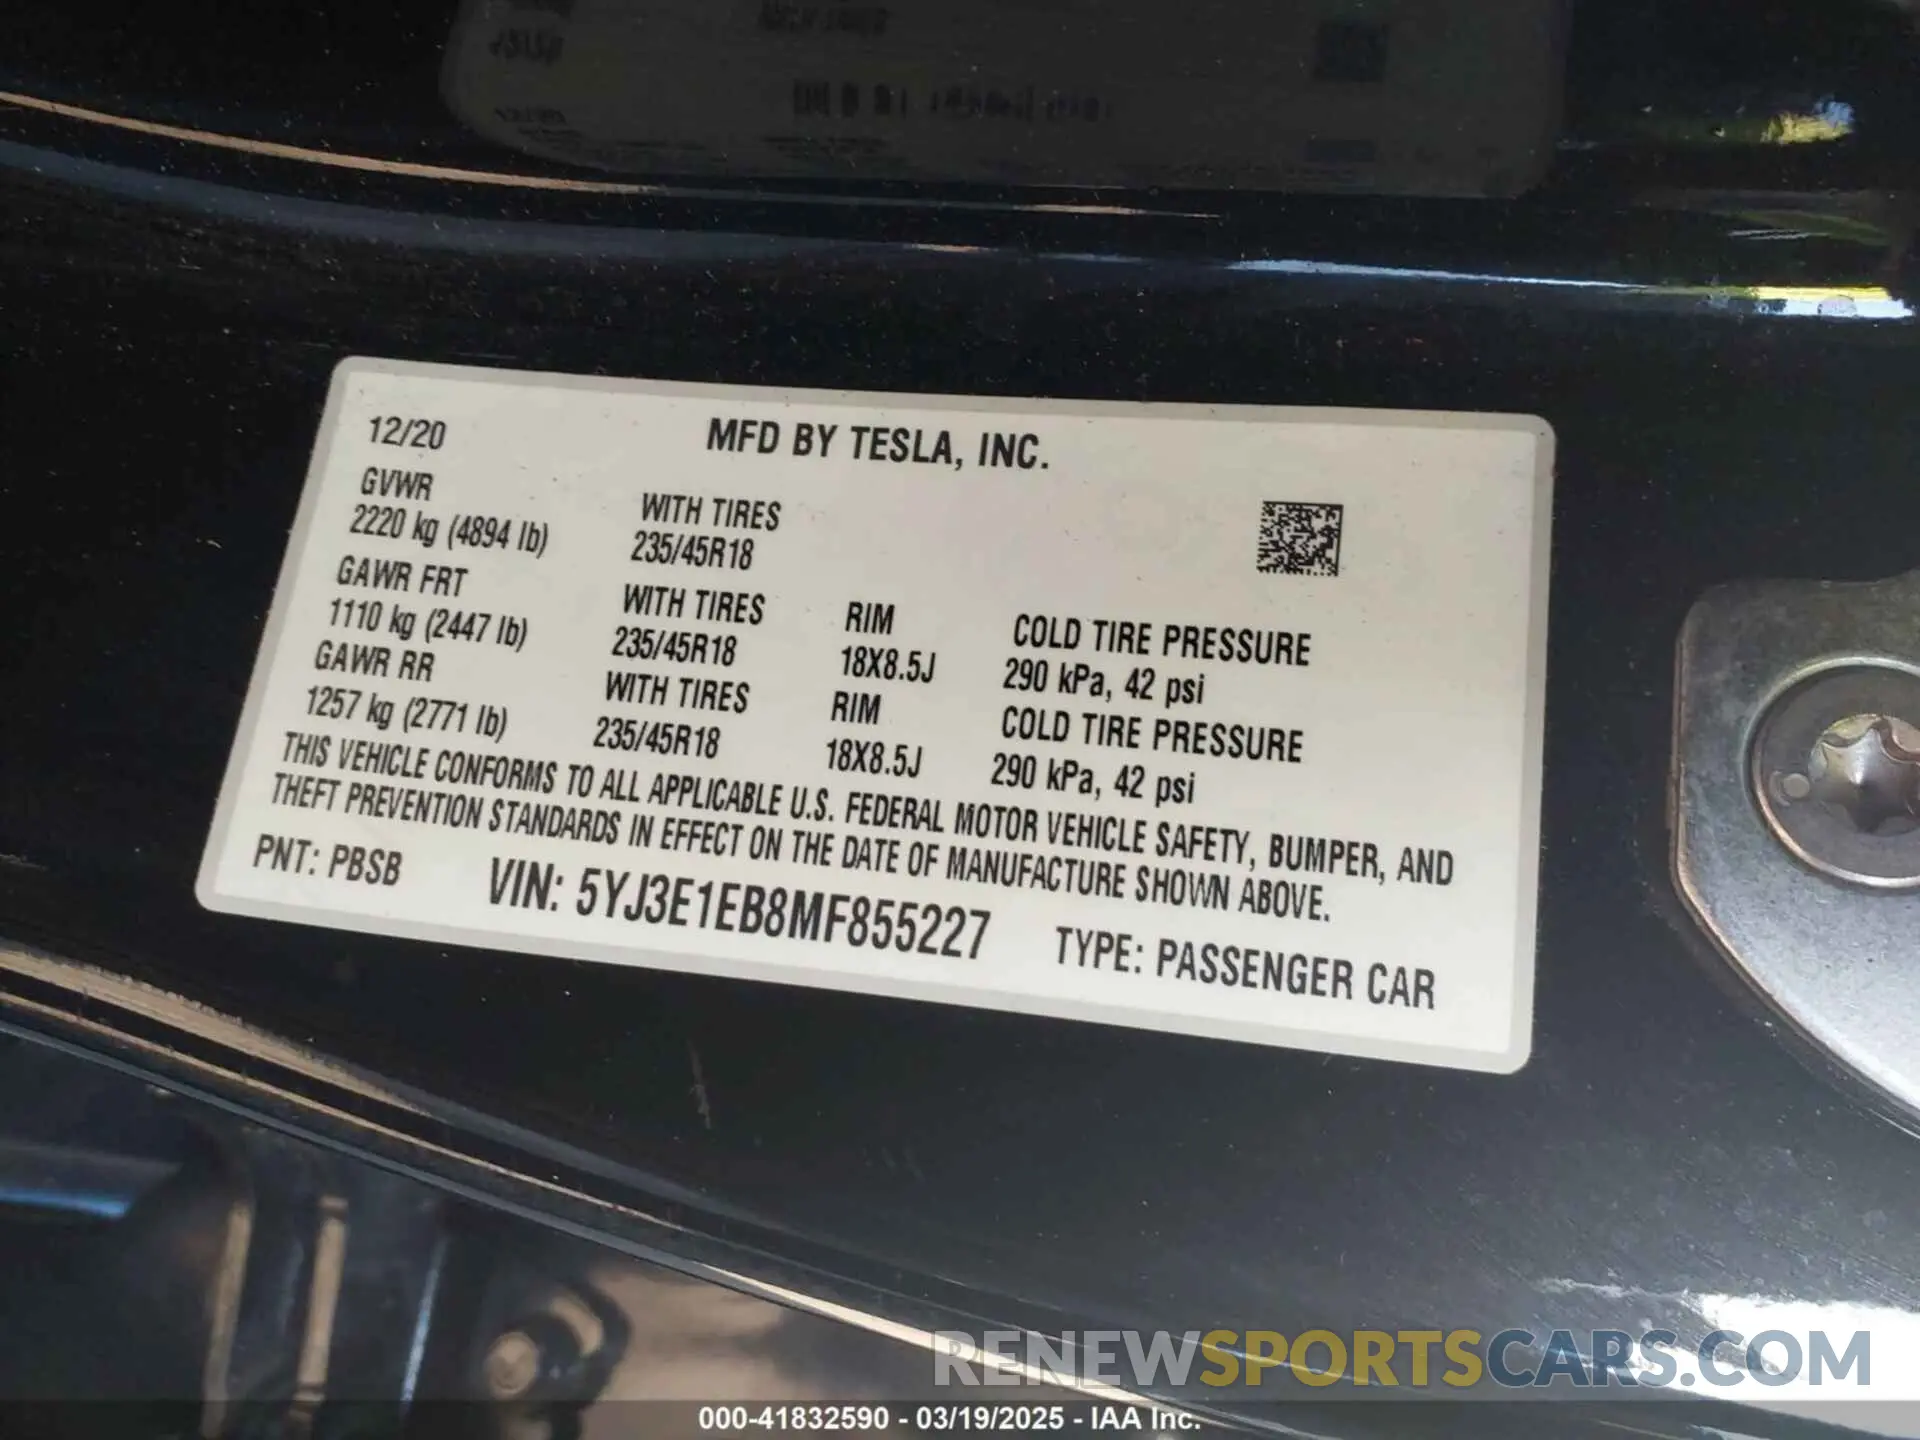 12/20 MFD BY TESLA, INC.
GVWR WITH TIRES
2220 kg (4894 lb) 235/45R18
GAWR FRT WITH TIRES RIM COLD TIRE PRESSURE
1110 kg (2447 lb) 235/45R18 18X8.5J 290 kPa, 42 psi
GAWR RR WITH TIRES RIM COLD TIRE PRESSURE
1257 kg (2771 lb) 235/45R18 18X8.5J 290 kPa, 42 psi
THIS VEHICLE CONFORMS TO ALL APPLICABLE U.S. FEDERAL MOTOR VEHICLE SAFETY, BUMPER, AND
THEFT PREVENTION STANDARDS IN EFFECT ON THE DATE OF MANUFACTURE SHOWN ABOVE.
PNT: PBSB VIN: 5YJ3E1EB8MF855227 TYPE: PASSENGER CAR
RENEWSPORTSCARS.COM
000-41832590 - 03/19/2025 - IAA Inc.